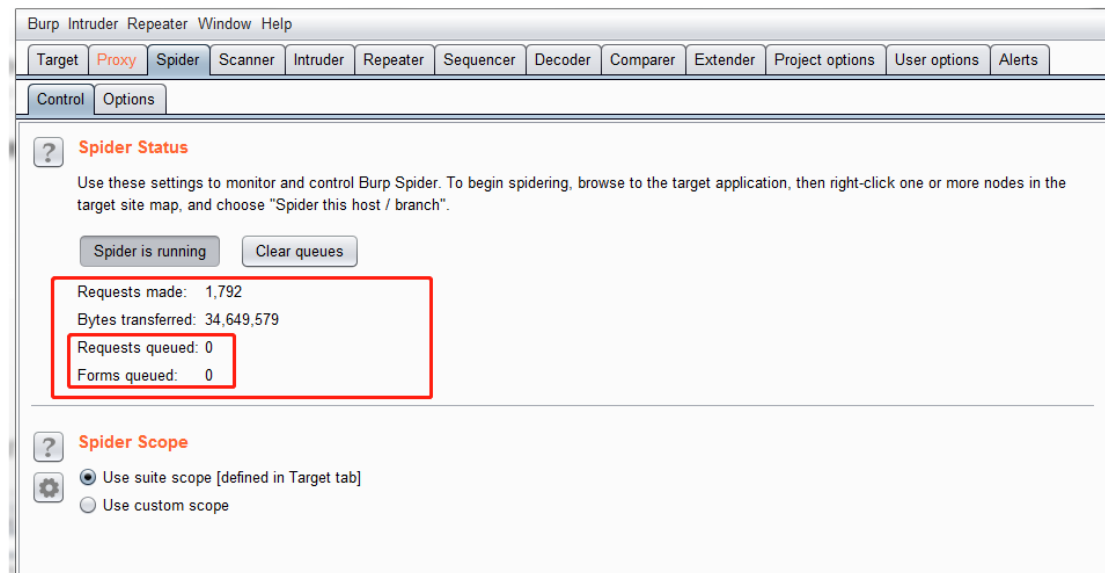 Burp Intruder Repeater Window Help
Target Proxy Spider Scanner Intruder Repeater Sequencer Decoder Comparer Extender Project options User options Alerts
Control Options
? Spider Status
Use these settings to monitor and control Burp Spider. To begin spidering, browse to the target application, then right-click one or more nodes in the
target site map, and choose "Spider this host / branch".
Spider is running Clear queues
Requests made: 1,792
Bytes transferred: 34,649,579
Requests queued: 0
Forms queued: 0
? Spider Scope
Use suite scope [defined in Target tab]
Use custom scope